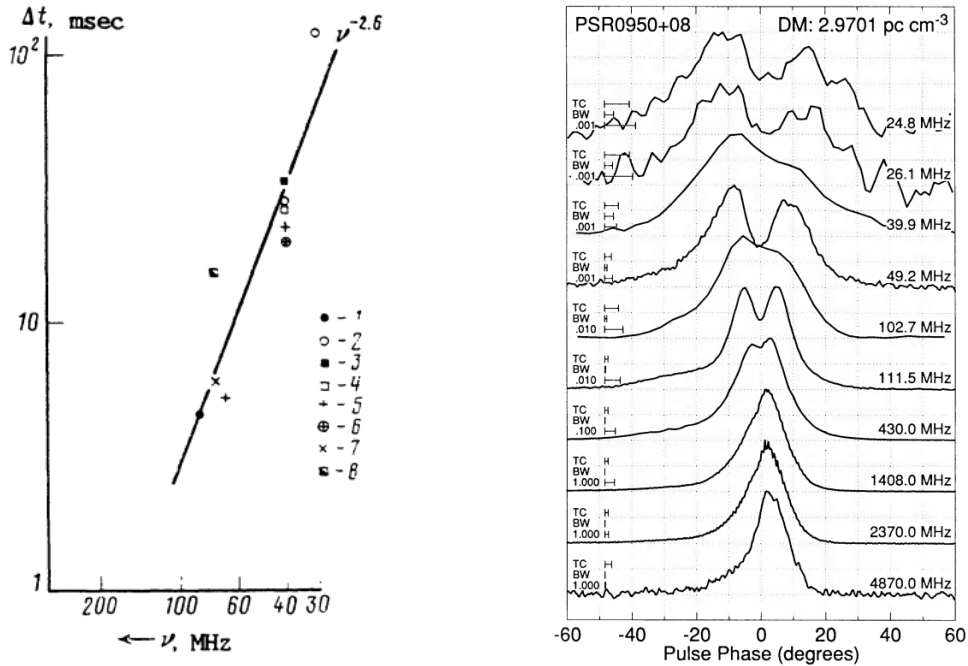 Δt, msec
10²
10
1
ν⁻²·⁶
● - 1
○ - 2
■ - 3
□ - 4
+ - 5
⊕ - 6
× - 7
- 8
200 100 60 40 30
← ν, MHz
PSR0950+08 DM: 2.9701 pc cm⁻³
TC
BW
.001 24.8 MHz
TC
BW
.001 26.1 MHz
TC
BW
.001 39.9 MHz
TC
BW
.001 49.2 MHz
TC
BW
.010 102.7 MHz
TC
BW
.010 111.5 MHz
TC
BW
.100 430.0 MHz
TC
BW
1.000 1408.0 MHz
TC
BW
1.000 2370.0 MHz
TC
BW
1.000 4870.0 MHz
-60 -40 -20 0 20 40 60
Pulse Phase (degrees)